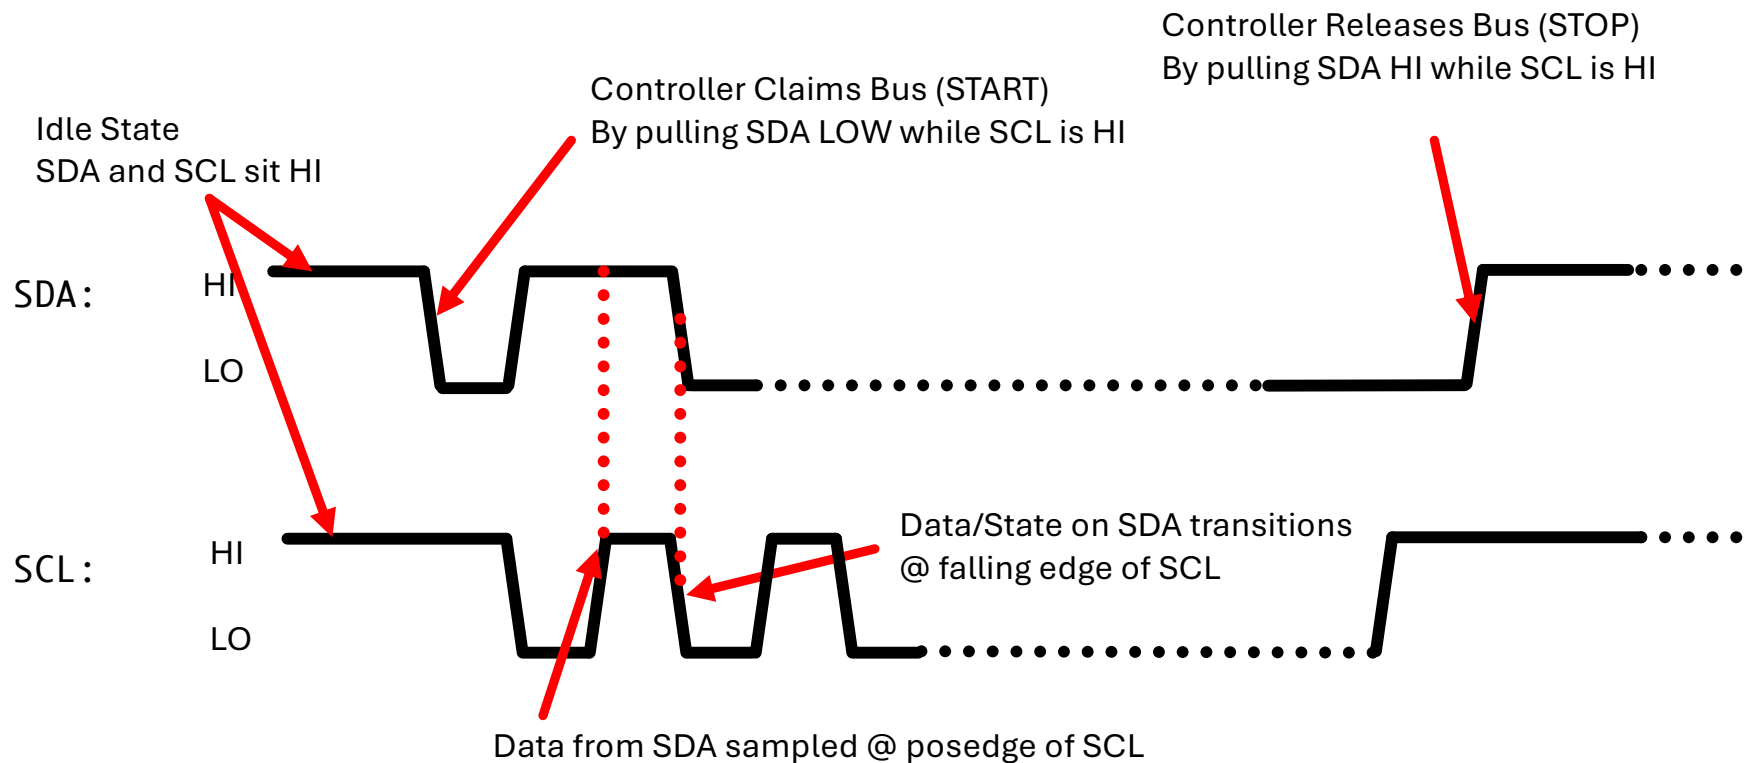 Controller Releases Bus (STOP)
By pulling SDA HI while SCL is HI
Controller Claims Bus (START)
By pulling SDA LOW while SCL is HI
Idle State
SDA and SCL sit HI
SDA:
HI
LO
SCL:
HI
LO
Data/State on SDA transitions
@ falling edge of SCL
Data from SDA sampled @ posedge of SCL